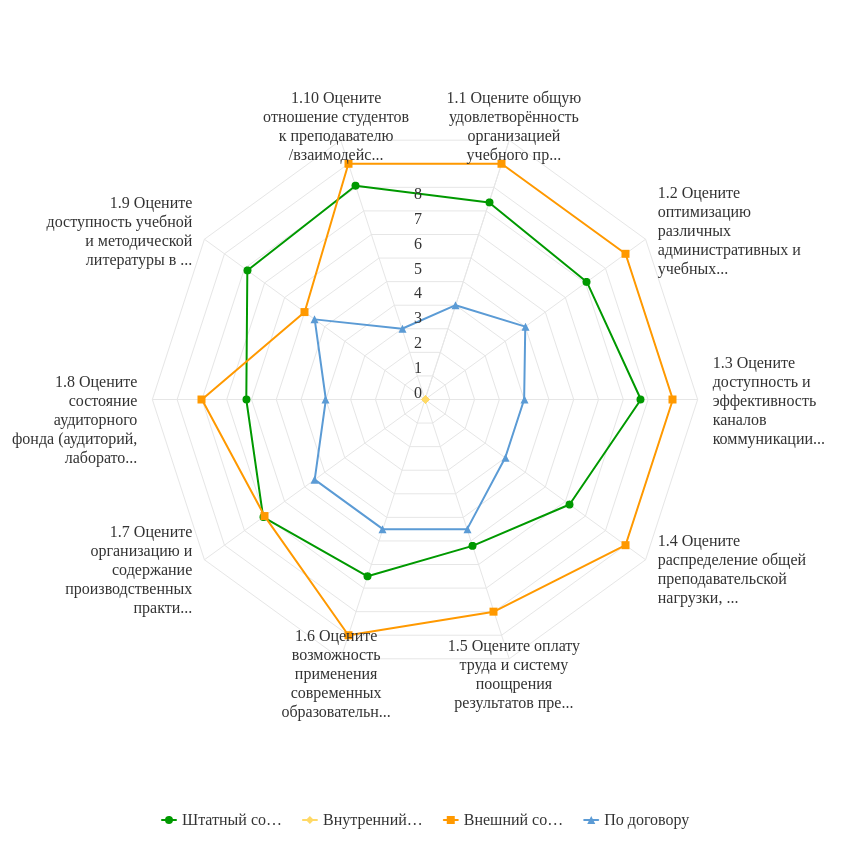 1.10 Оцените
отношение студентов
к преподавателю
/взаимодейс...
1.1 Оцените общую
удовлетворённость
организацией
учебного пр...
1.2 Оцените
оптимизацию
различных
административных и
учебных...
1.3 Оцените
доступность и
эффективность
каналов
коммуникации...
1.4 Оцените
распределение общей
преподавательской
нагрузки, ...
1.5 Оцените оплату
труда и систему
поощрения
результатов пре...
1.6 Оцените
возможность
применения
современных
образовательн...
1.7 Оцените
организацию и
содержание
производственных
практи...
1.8 Оцените
состояние
аудиторного
фонда (аудиторий,
лаборато...
1.9 Оцените
доступность учебной
и методической
литературы в ...
8
7
6
5
4
3
2
1
0
Штатный со… Внутренний… Внешний со… По договору